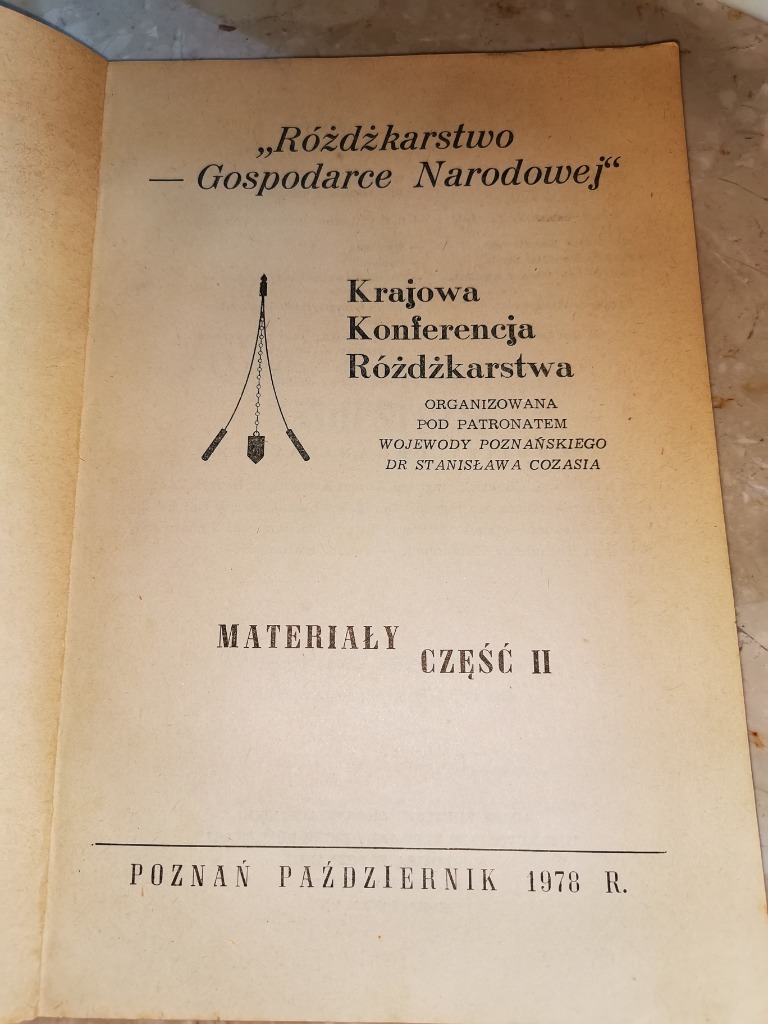 „Różdżkarstwo
— Gospodarce Narodowej“
Krajowa
Konferencja
Różdżkarstwa
ORGANIZOWANA
POD PATRONATEM
WOJEWODY POZNAŃSKIEGO
DR STANISŁAWA COZASIA
MATERIAŁY
CZĘŚĆ II
POZNAŃ PAŹDZIERNIK 1978 R.